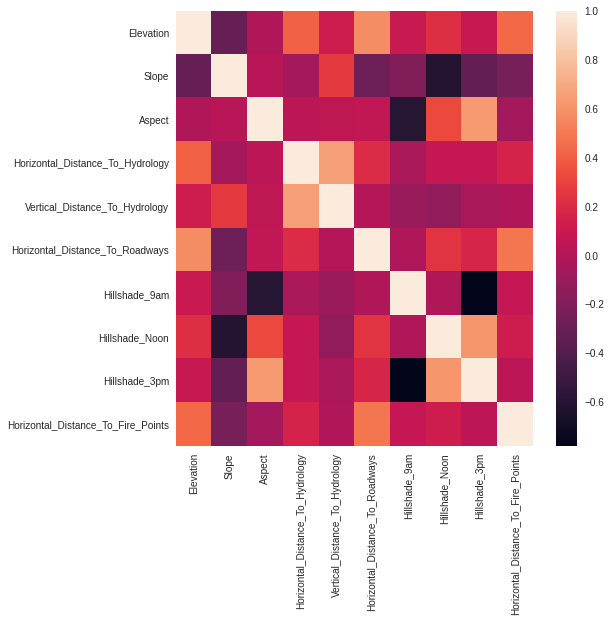 Elevation
Slope
Aspect
Horizontal_Distance_To_Hydrology
Vertical_Distance_To_Hydrology
Horizontal_Distance_To_Roadways
Hillshade_9am
Hillshade_Noon
Hillshade_3pm
Horizontal_Distance_To_Fire_Points
Elevation
Slope
Aspect
Horizontal_Distance_To_Hydrology
Vertical_Distance_To_Hydrology
Horizontal_Distance_To_Roadways
Hillshade_9am
Hillshade_Noon
Hillshade_3pm
Horizontal_Distance_To_Fire_Points
1.0
0.8
0.6
0.4
0.2
0.0
−0.2
−0.4
−0.6